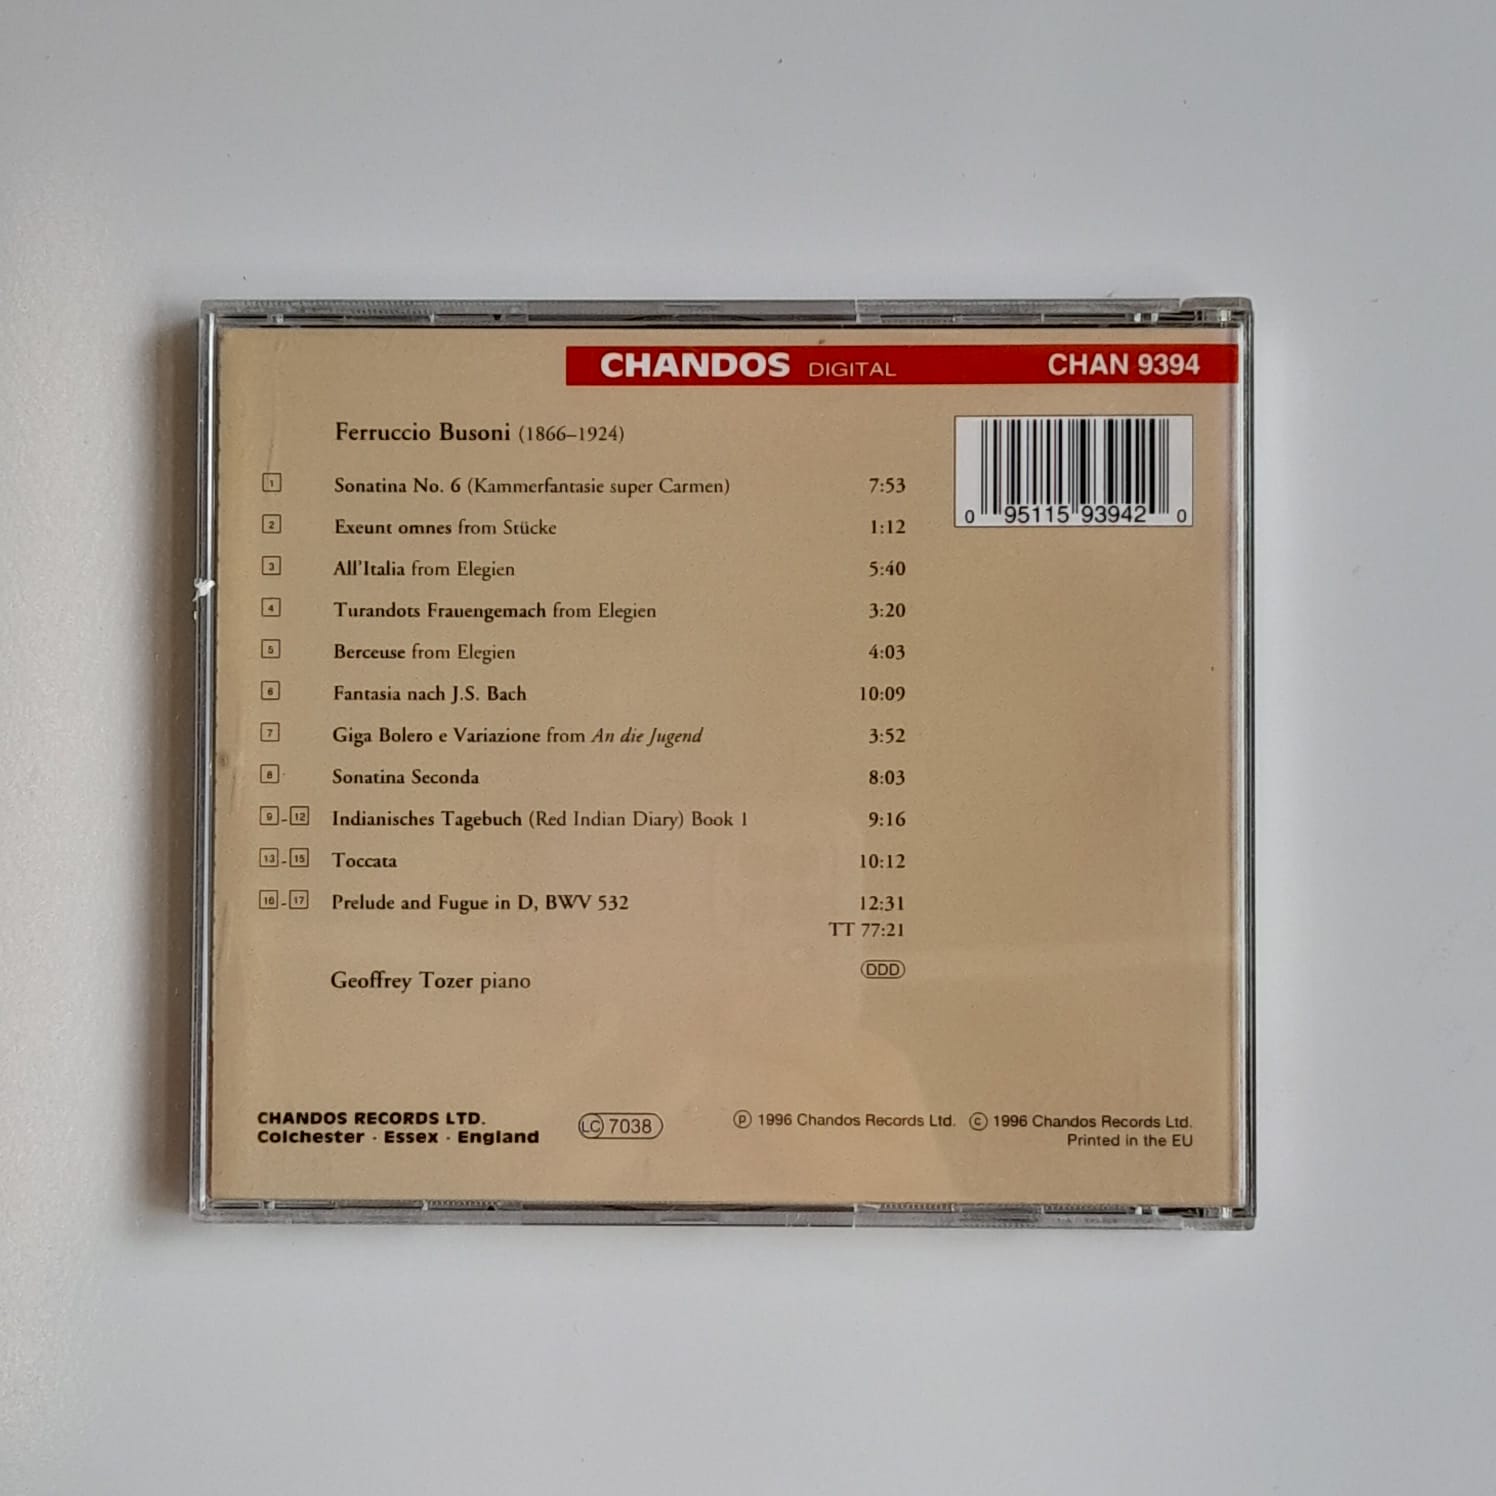 CHANDOS DIGITAL CHAN 9394
Ferruccio Busoni (1866–1924)
0 95115 93942 0
1 Sonatina No. 6 (Kammerfantasie super Carmen) 7:53
2 Exeunt omnes from Stücke 1:12
3 All'Italia from Elegien 5:40
4 Turandots Frauengemach from Elegien 3:20
5 Berceuse from Elegien 4:03
6 Fantasia nach J.S. Bach 10:09
7 Giga Bolero e Variazione from An die Jugend 3:52
8 Sonatina Seconda 8:03
9-12 Indianisches Tagebuch (Red Indian Diary) Book 1 9:16
13-15 Toccata 10:12
16-17 Prelude and Fugue in D, BWV 532 12:31
TT 77:21
DDD
Geoffrey Tozer piano
CHANDOS RECORDS LTD.
Colchester · Essex · England
LC 7038
℗ 1996 Chandos Records Ltd. © 1996 Chandos Records Ltd.
Printed in the EU